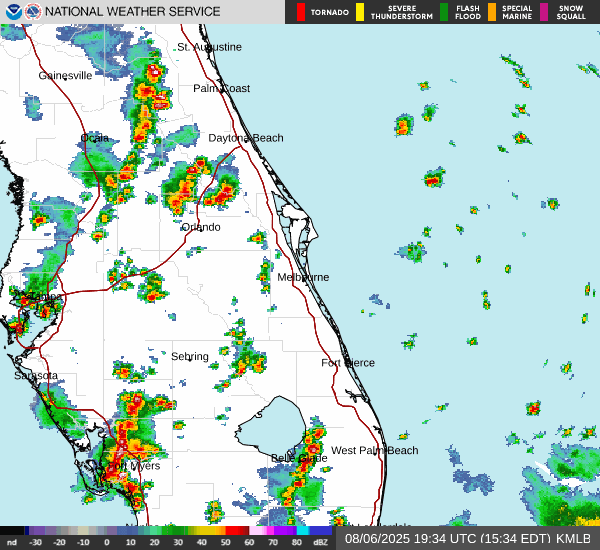 NATIONAL WEATHER SERVICE
TORNADO
SEVERE THUNDERSTORM
FLASH FLOOD
SPECIAL MARINE
SNOW SQUALL
St. Augustine
Gainesville
Palm Coast
Ocala
Daytona Beach
Orlando
Melbourne
Tampa
Sebring
Fort Pierce
Sarasota
West Palm Beach
Belle Glade
Fort Myers
nd -30 -20 -10 0 10 20 30 40 50 60 70 80 dBZ
08/06/2025 19:34 UTC (15:34 EDT) KMLB